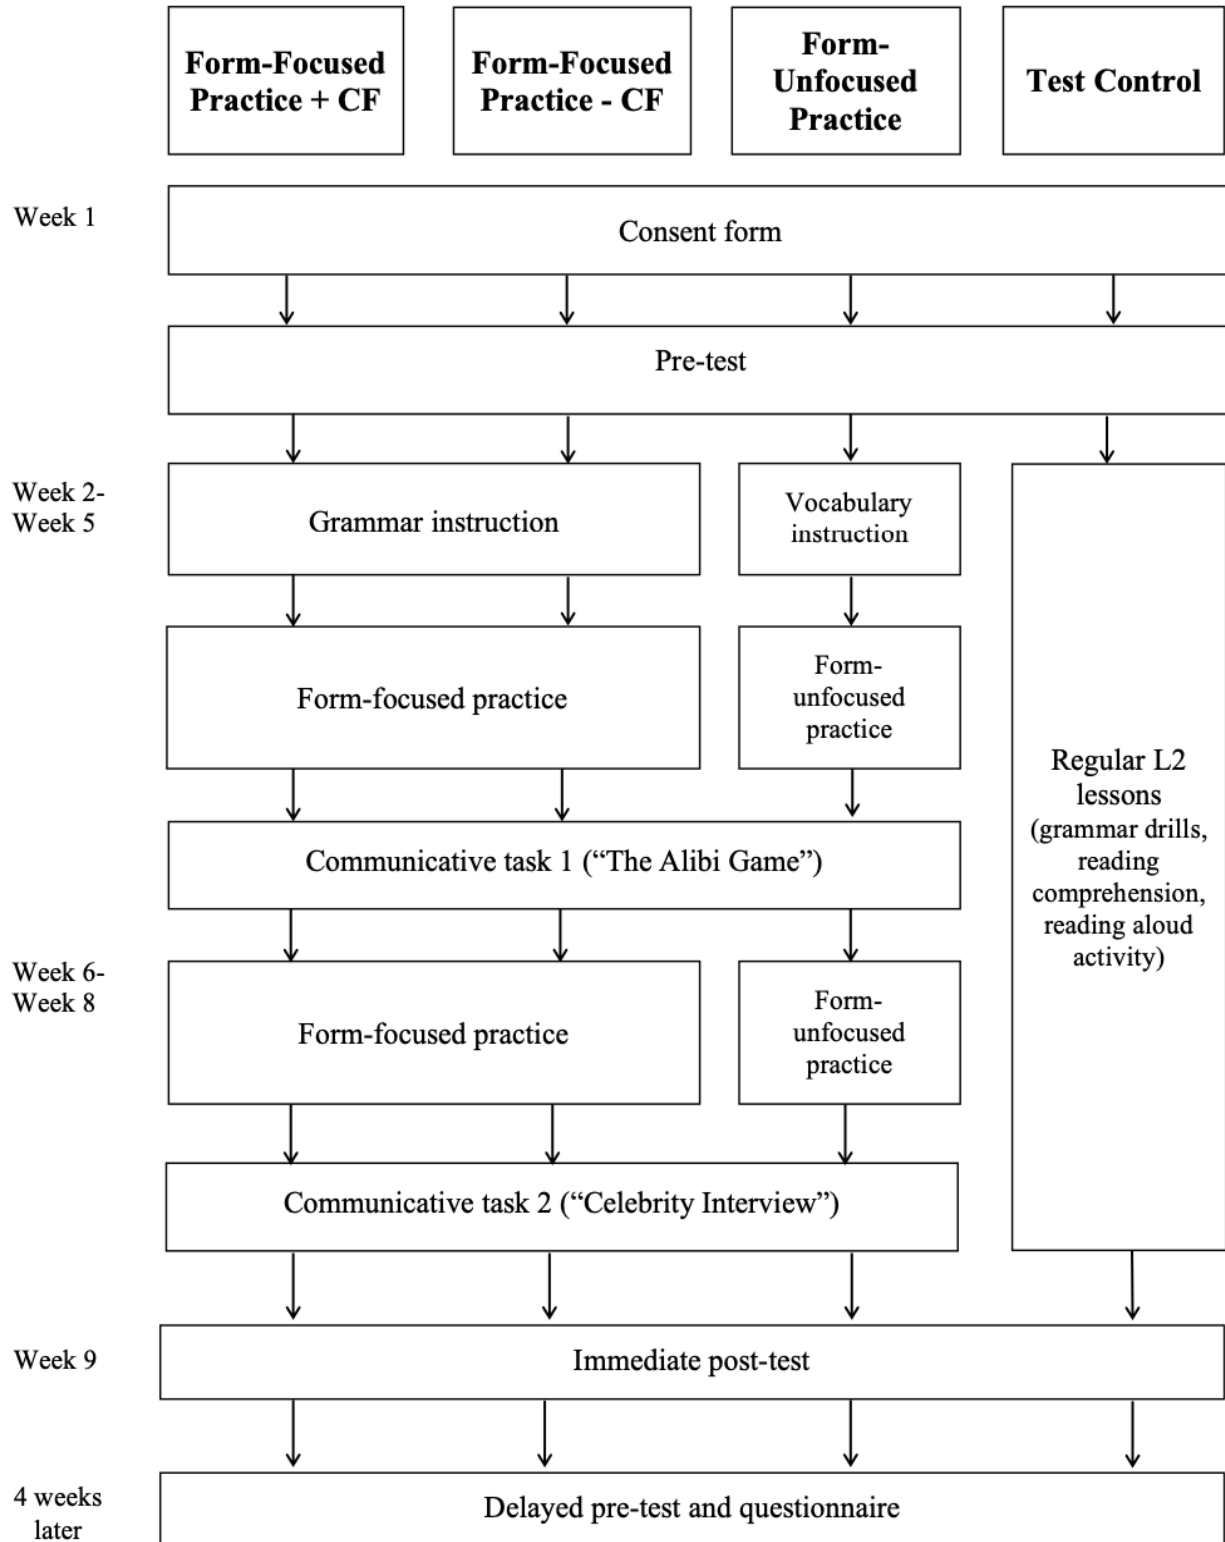 Form-Focused
Practice + CF
Form-Focused
Practice - CF
Form-
Unfocused
Practice
Test Control
Week 1
Consent form
Pre-test
Week 2-
Week 5
Grammar instruction
Vocabulary
instruction
Form-focused practice
Form-
unfocused
practice
Regular L2
lessons
(grammar drills,
reading
comprehension,
reading aloud
activity)
Communicative task 1 (“The Alibi Game”)
Week 6-
Week 8
Form-focused practice
Form-
unfocused
practice
Communicative task 2 (“Celebrity Interview”)
Week 9
Immediate post-test
4 weeks
later
Delayed pre-test and questionnaire